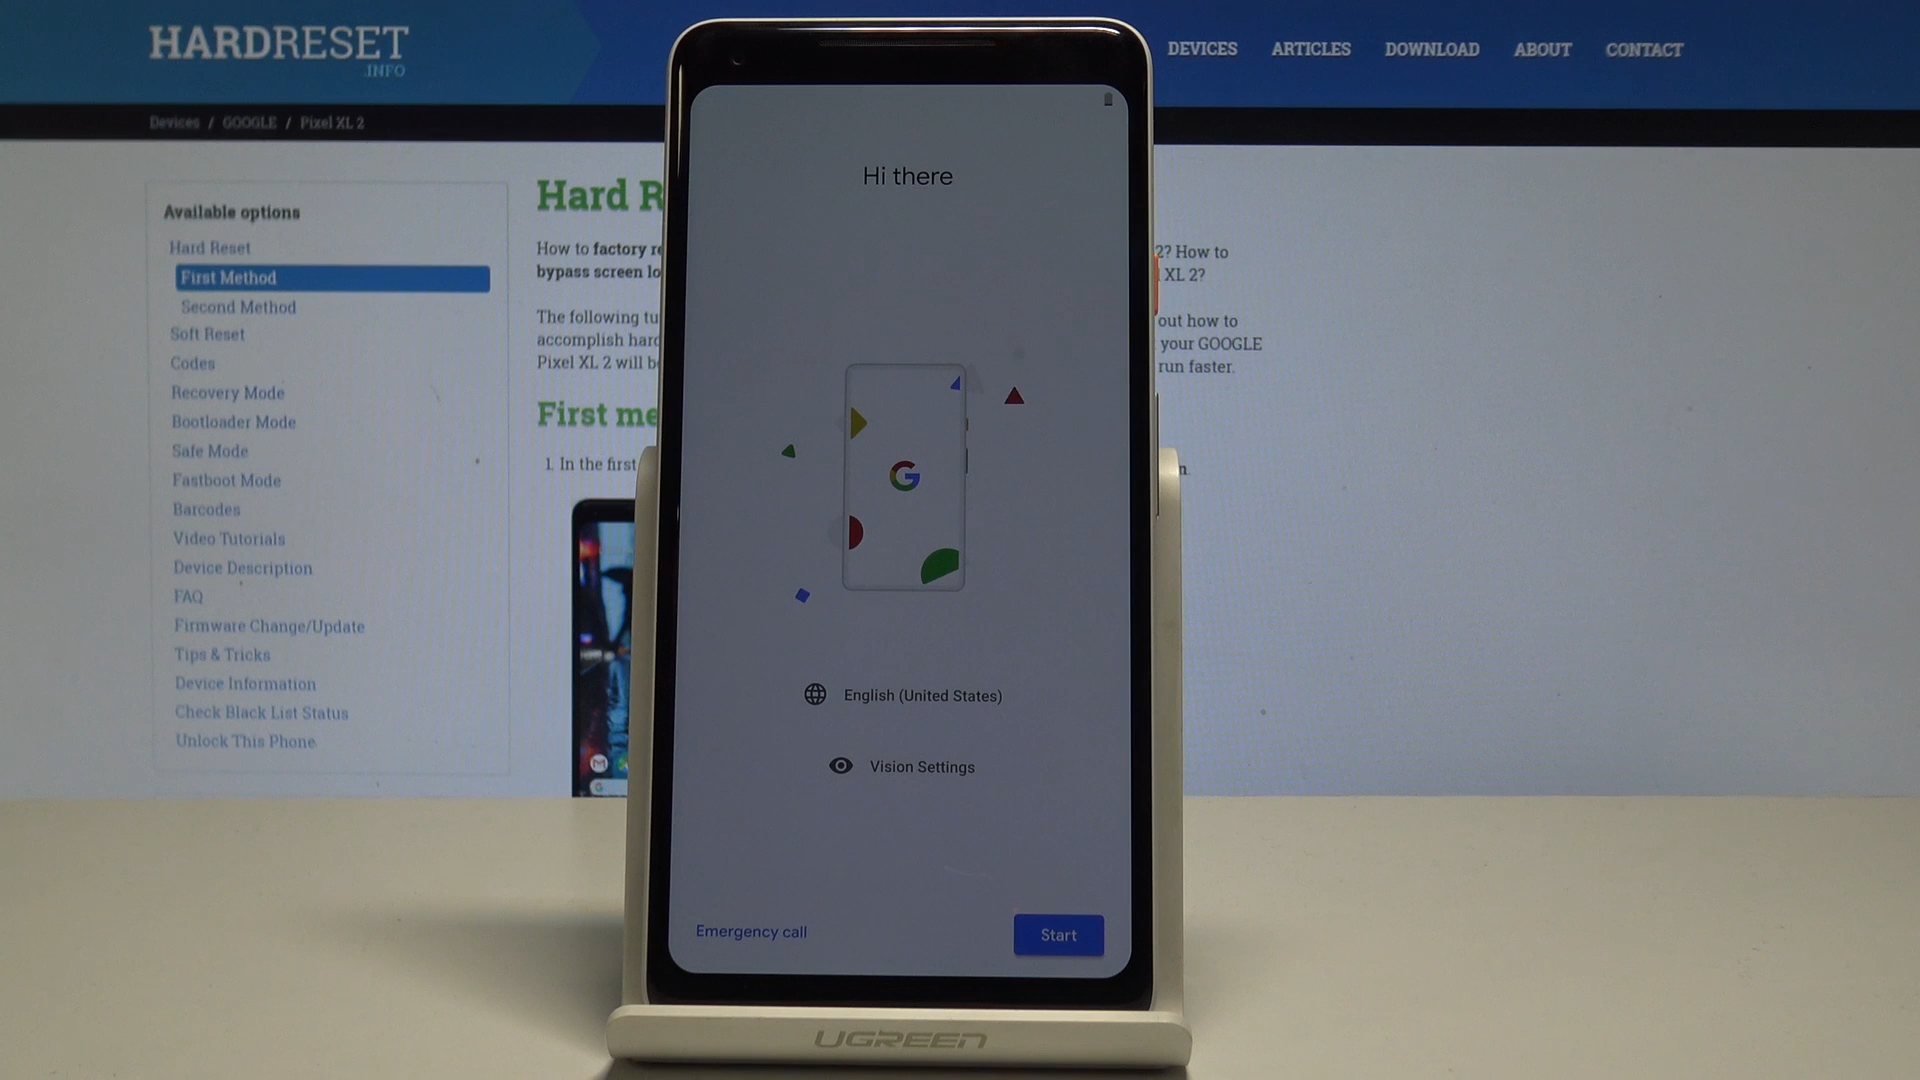 HARDRESET
.INFO
DEVICES ARTICLES DOWNLOAD ABOUT CONTACT
Devices / GOOGLE / Pixel XL 2
Available options
Hard Reset
First Method
Second Method
Soft Reset
Codes
Recovery Mode
Bootloader Mode
Safe Mode
Fastboot Mode
Barcodes
Video Tutorials
Device Description
FAQ
Firmware Change/Update
Tips & Tricks
Device Information
Check Black List Status
Unlock This Phone
Hard R
How to factory re
bypass screen lo
2? How to
XL 2?
The following tu
accomplish hard
Pixel XL 2 will b
out how to
your GOOGLE
run faster.
First me
1. In the first
n.
Hi there
G
English (United States)
Vision Settings
Emergency call
Start
UGREEN